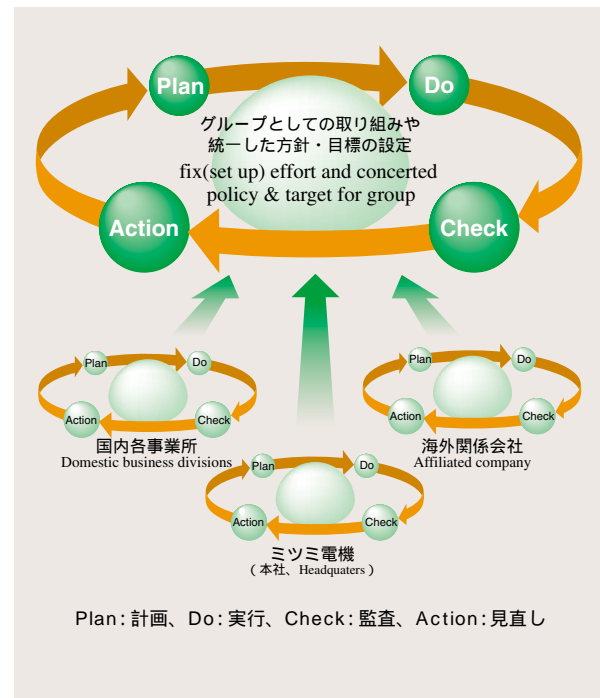 Plan
Do
グループとしての取り組みや
統一した方針・目標の設定
fix(set up) effort and concerted
policy & target for group
Action
Check
Plan
Do
Action
Check
国内各事業所
Domestic business divisions
Plan
Do
Action
Check
海外関係会社
Affiliated company
Plan
Do
Action
Check
ミツミ電機
(本社、Headquaters)
Plan:計画、Do:実行、Check:監査、Action:見直し